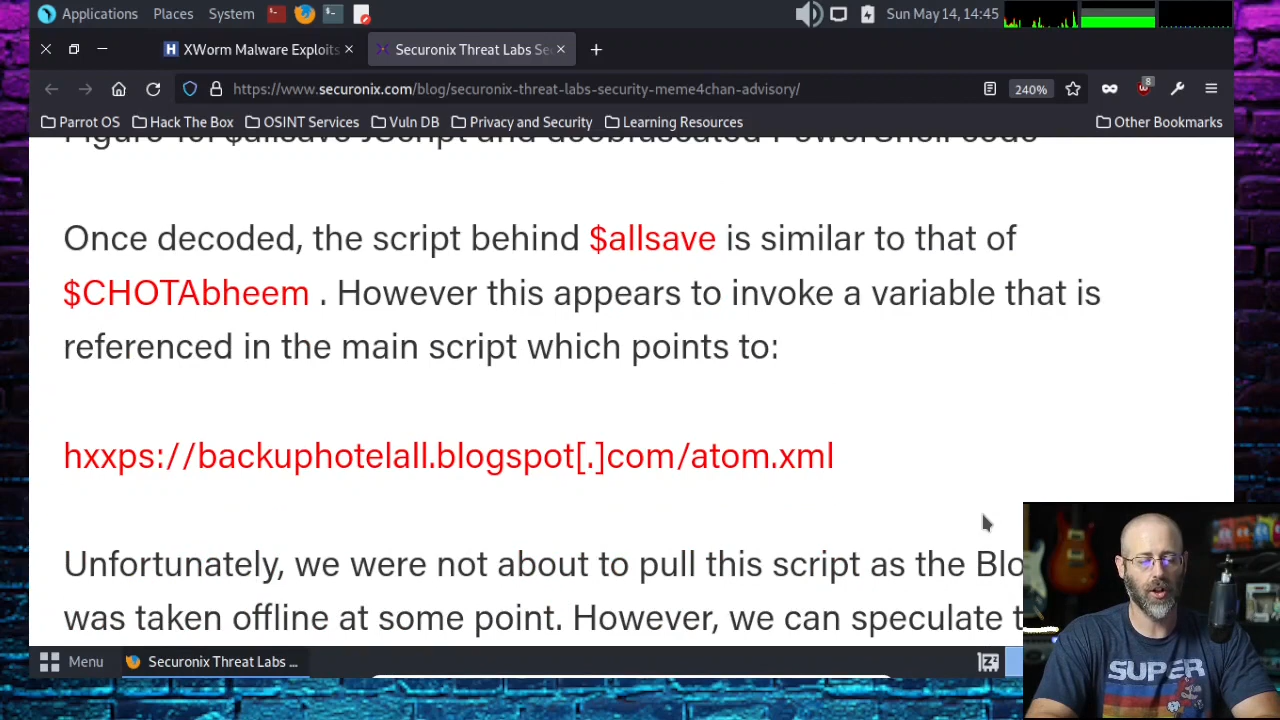 Applications Places System Sun May 14, 14:45
XWorm Malware Exploits Securonix Threat Labs Se
https://www.securonix.com/blog/securonix-threat-labs-security-meme4chan-advisory/ 240% 8
Parrot OS Hack The Box OSINT Services Vuln DB Privacy and Security Learning Resources Other Bookmarks
Once decoded, the script behind $allsave is similar to that of
$CHOTAbheem . However this appears to invoke a variable that is
referenced in the main script which points to:
hxxps://backuphotelall.blogspot[.]com/atom.xml
Unfortunately, we were not about to pull this script as the Blo
was taken offline at some point. However, we can speculate t
SUPER
Menu Securonix Threat Labs ...